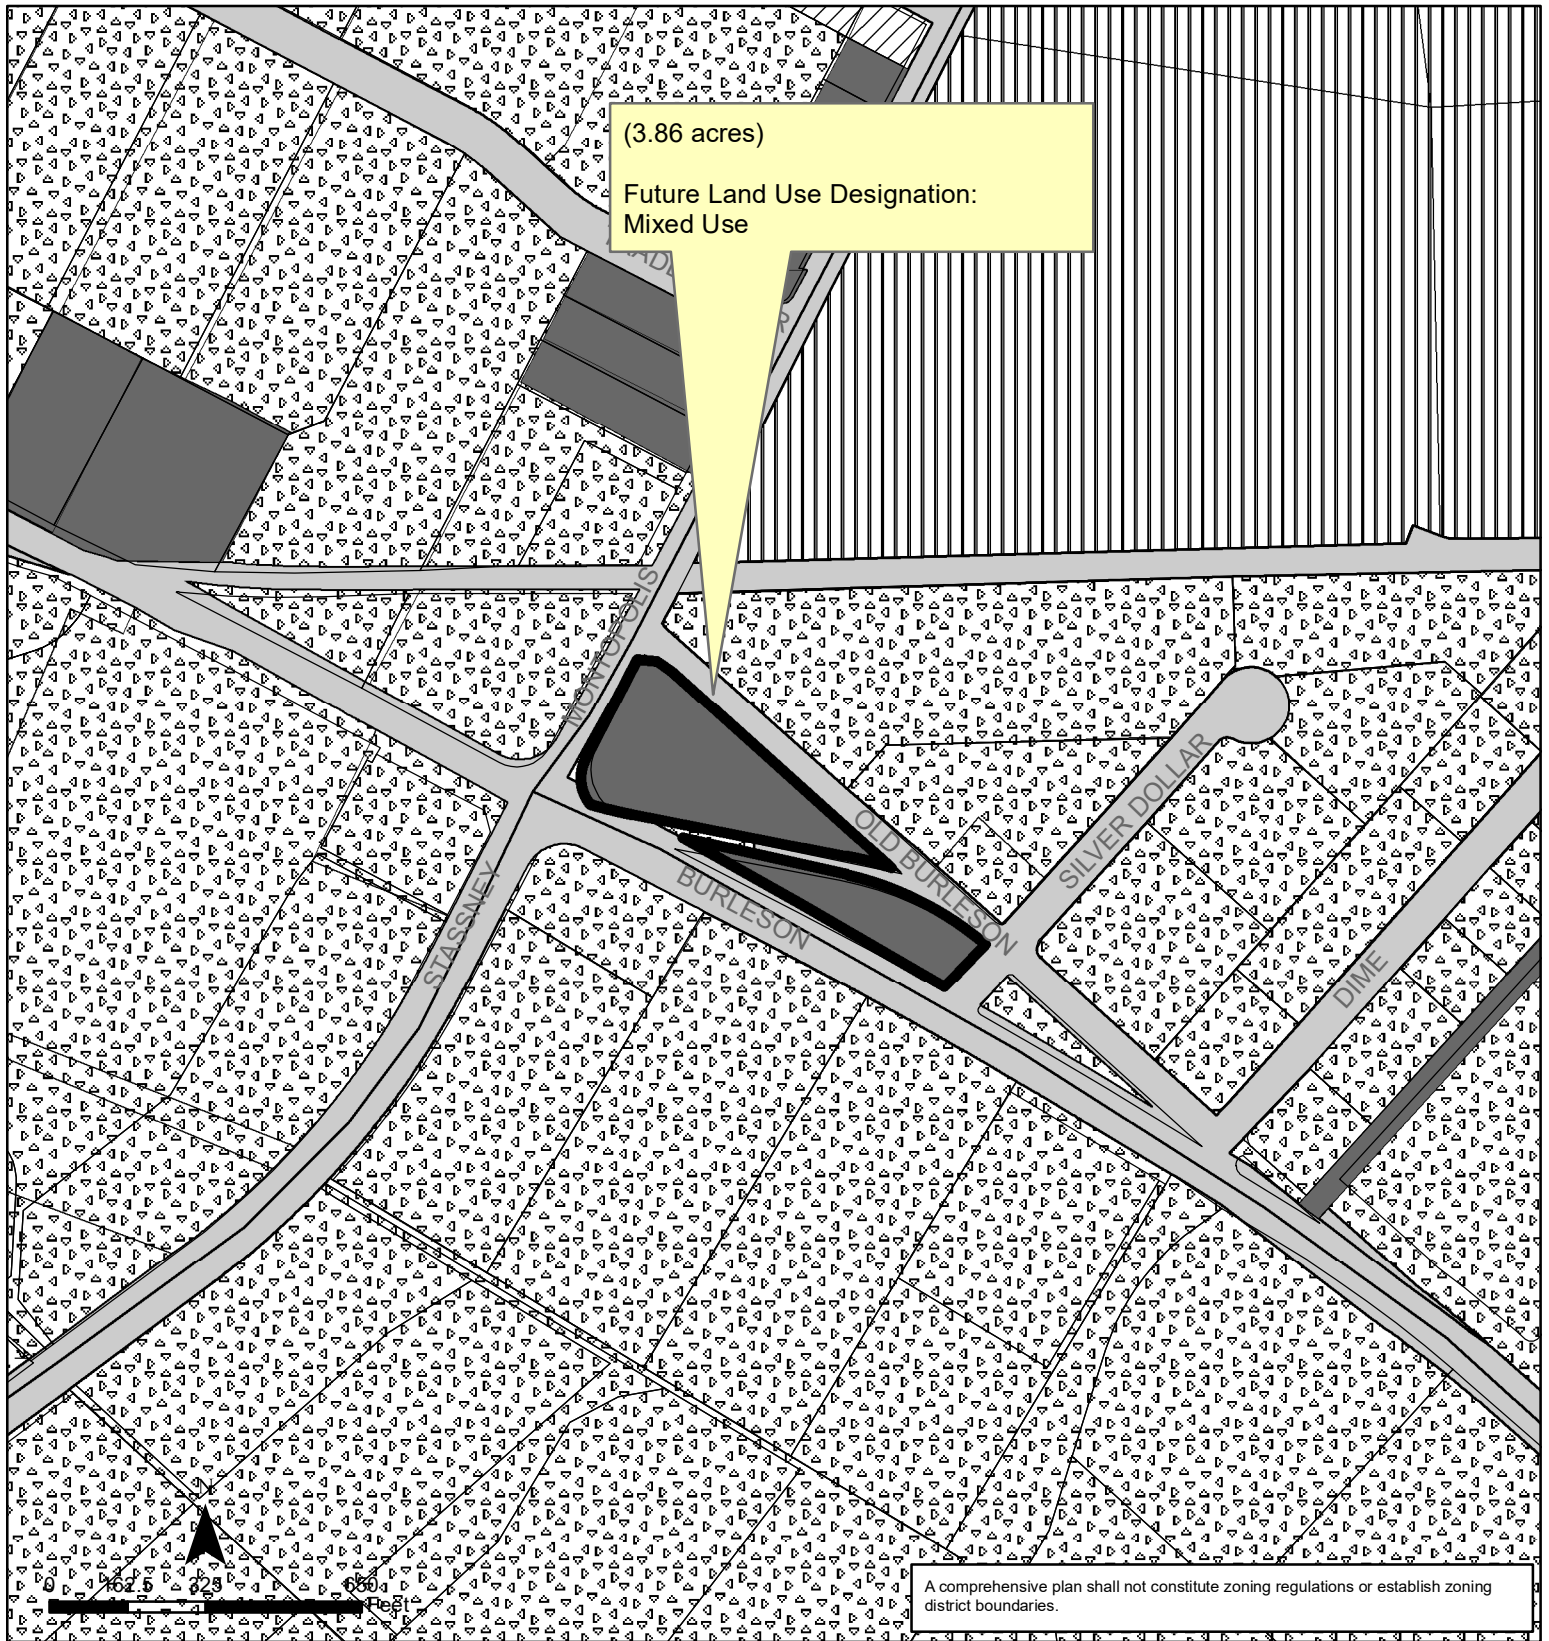 (3.86 acres)
Future Land Use Designation:
Mixed Use
MONTOPOLIS
OLD BURLESON
SILVER DOLLAR
BURLESON
STASSNEY
DIME
N
0 162.5 325 650
Feet
A comprehensive plan shall not constitute zoning regulations or establish zoning
district boundaries.